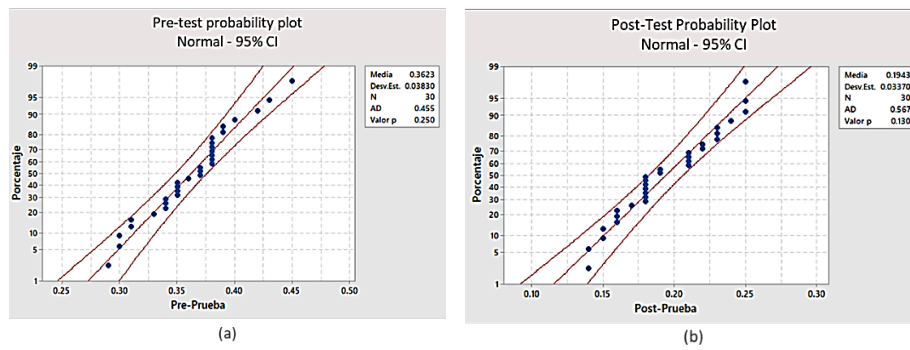 Pre-test probability plot
Normal - 95% CI
Media 0.3623
Desv.Est. 0.03830
N 30
AD 0.455
Valor p 0.250
Porcentaje
99
95
90
80
70
60
50
40
30
20
10
5
1
0.25 0.30 0.35 0.40 0.45 0.50
Pre-Prueba
(a)
Post-Test Probability Plot
Normal - 95% CI
Media 0.1943
Desv.Est. 0.03370
N 30
AD 0.567
Valor p 0.130
Porcentaje
99
95
90
80
70
60
50
40
30
20
10
5
1
0.10 0.15 0.20 0.25 0.30
Post-Prueba
(b)